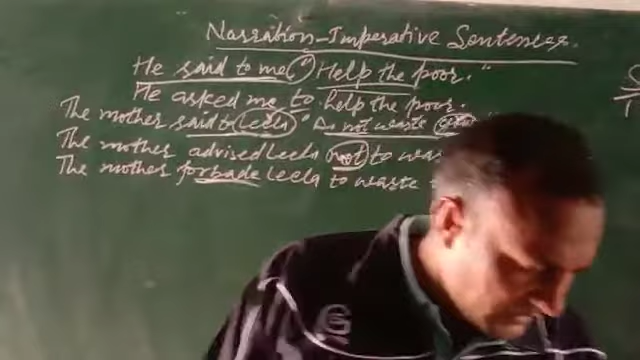 Narration-Imperative Sentences.
He said to me "Help the poor."
He asked me to help the poor.
The mother said to Leela "Do not waste
The mother advised Leela not to was
The mother forbade Leela to waste
G